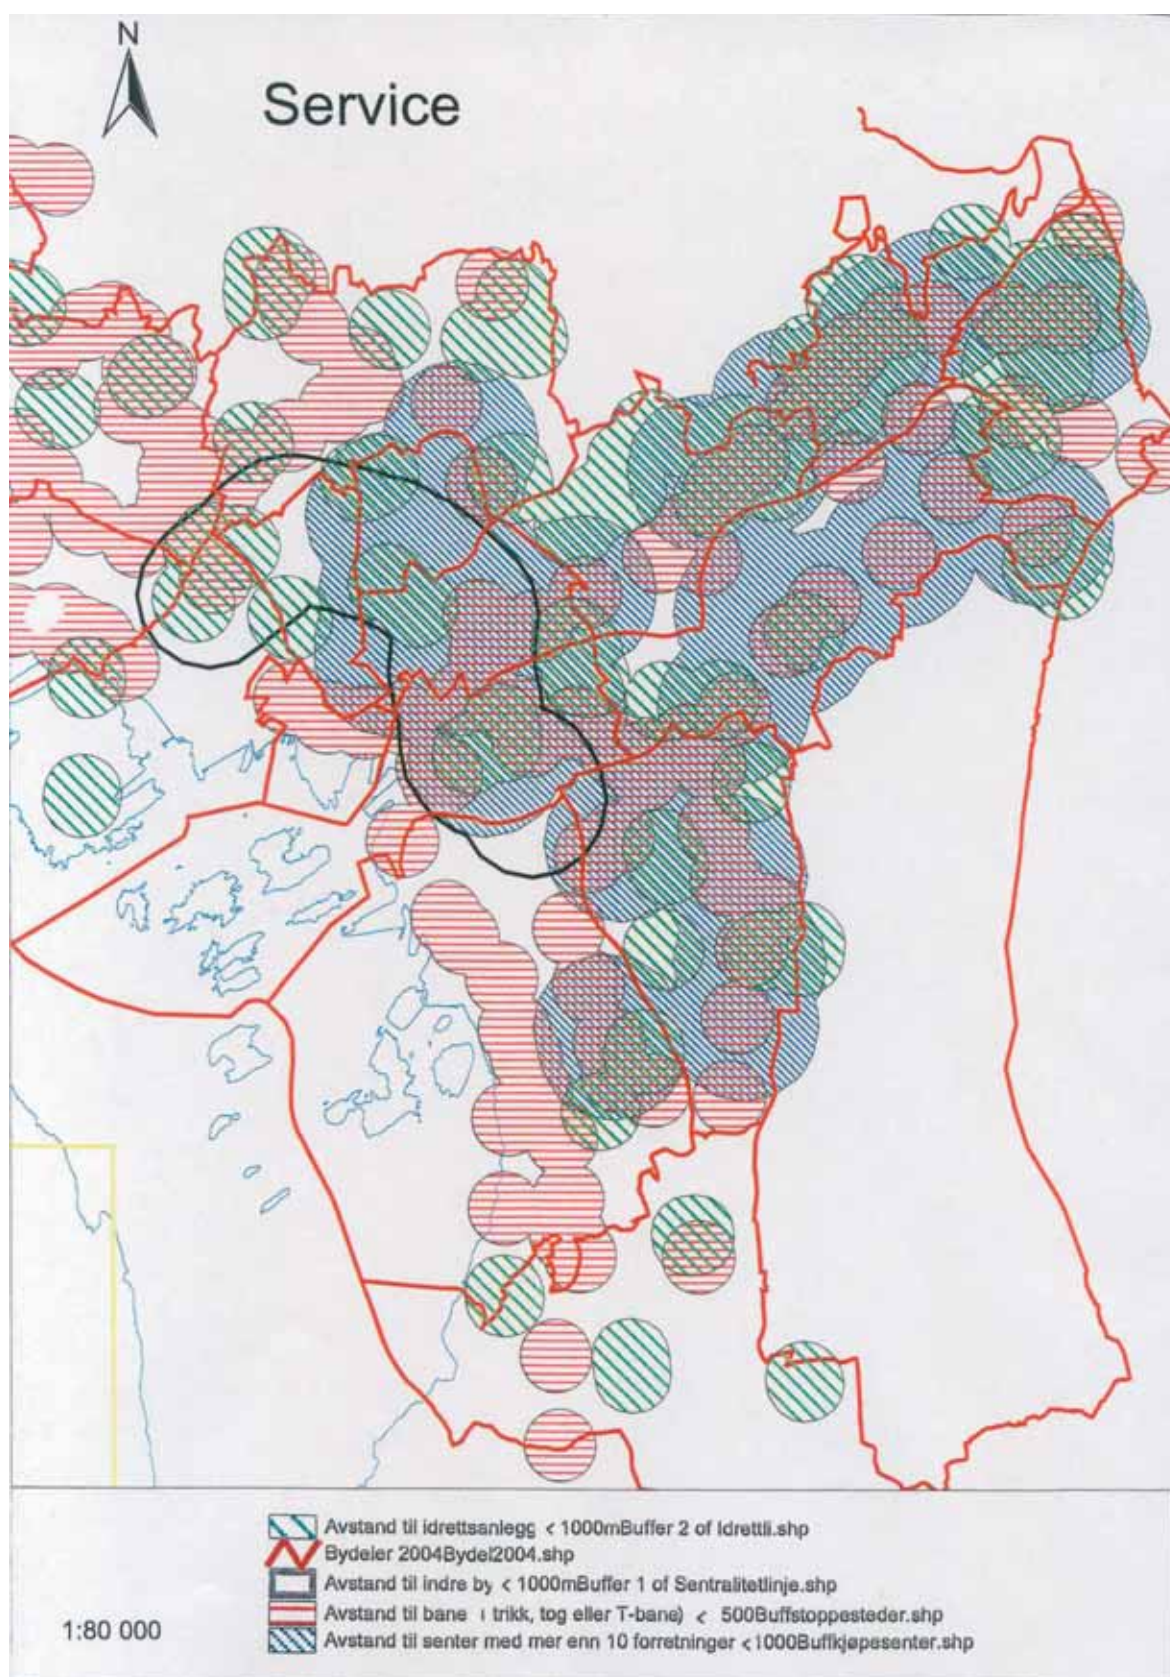 N
Service
Avstand til idrettsanlegg < 1000mBuffer 2 of Idrettli.shp
Bydeler 2004Bydel2004.shp
Avstand til indre by < 1000mBuffer 1 of Sentralitetlinje.shp
Avstand til bane ( trikk, tog eller T-bane) < 500Buffstoppesteder.shp
Avstand til senter med mer enn 10 forretninger <1000Buffkjøpesenter.shp
1:80 000